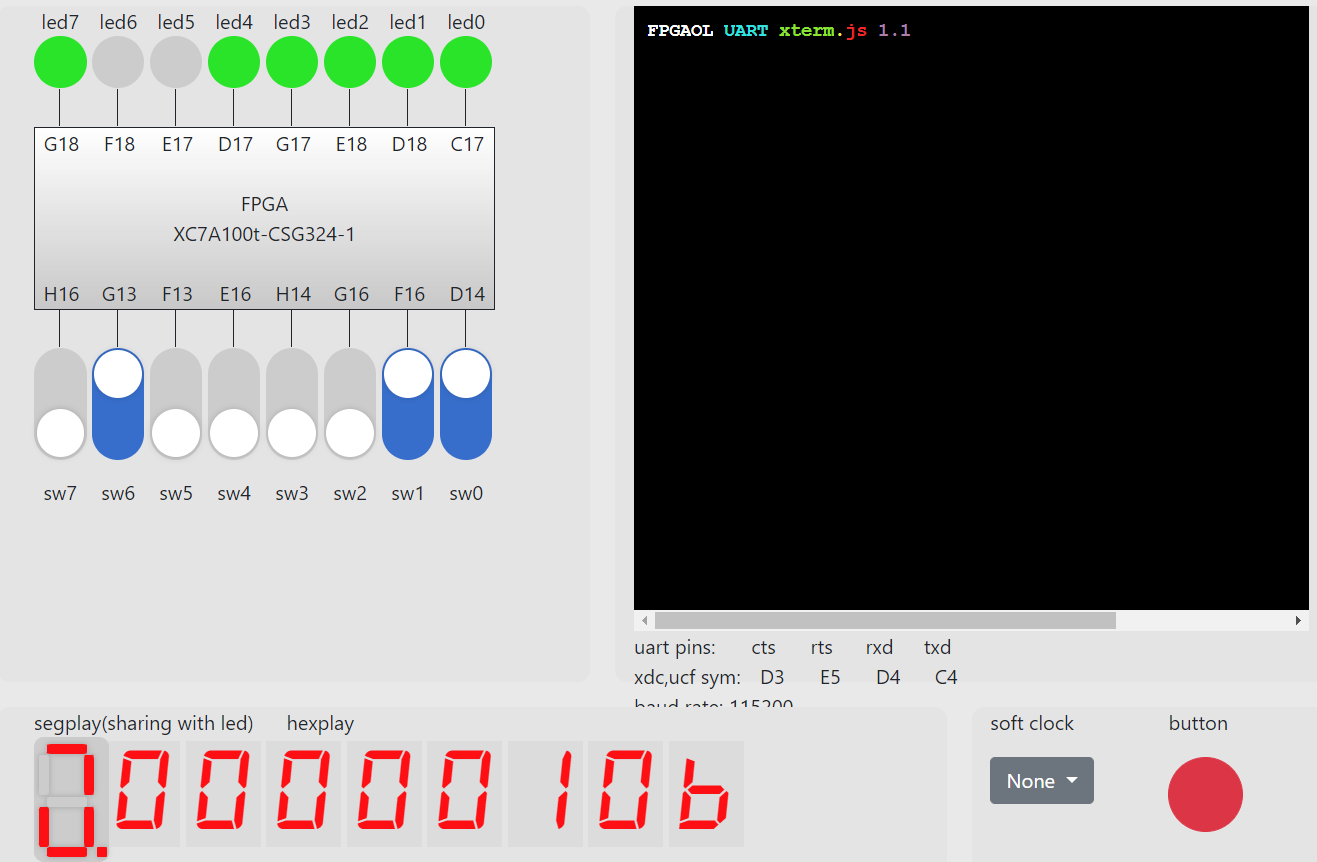 led7 led6 led5 led4 led3 led2 led1 led0
G18 F18 E17 D17 G17 E18 D18 C17
FPGA
XC7A100t-CSG324-1
H16 G13 F13 E16 H14 G16 F16 D14
sw7 sw6 sw5 sw4 sw3 sw2 sw1 sw0
FPGAOL UART xterm.js 1.1
uart pins: cts rts rxd txd
xdc,ucf sym: D3 E5 D4 C4
baud rate: 115200
segplay(sharing with led) hexplay
0000010b
soft clock button
None